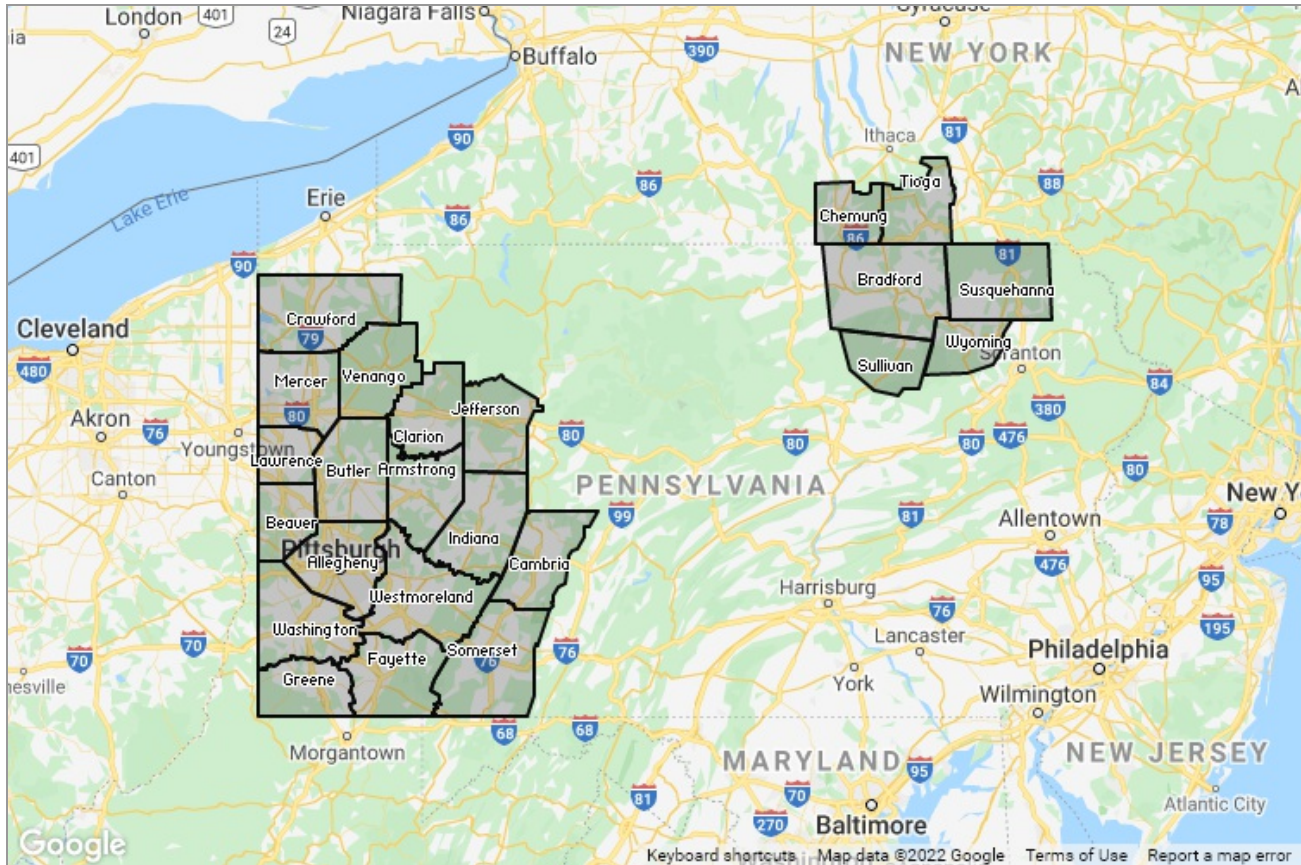 London
401
24
Niagara Falls
Buffalo
390
Syracuse
NEW YORK
Ithaca
81
401
90
86
86
88
Lake Erie
Erie
86
90
Tioga
Chemung
86
81
Bradford
Susquehanna
Crawford
79
Cleveland
480
Mercer
Venango
Wyoming
Scranton
Sullivan
84
Akron
76
80
Jefferson
380
Youngstown
Clarion
80
80
80
476
Lawrence
Butler
Armstrong
80
Canton
PENNSYLVANIA
New Yo
Beaver
99
81
Allentown
78
Indiana
Pittsburgh
Allegheny
Cambria
476
95
Westmoreland
Harrisburg
76
Washington
70
70
Fayette
Somerset
76
76
Lancaster
195
Greene
nesville
York
Philadelphia
Wilmington
Morgantown
68
68
MARYLAND
95
NEW JERSEY
81
70
Atlantic City
270
Baltimore
Google
Keyboard shortcuts Map data ©2022 Google Terms of Use Report a map error